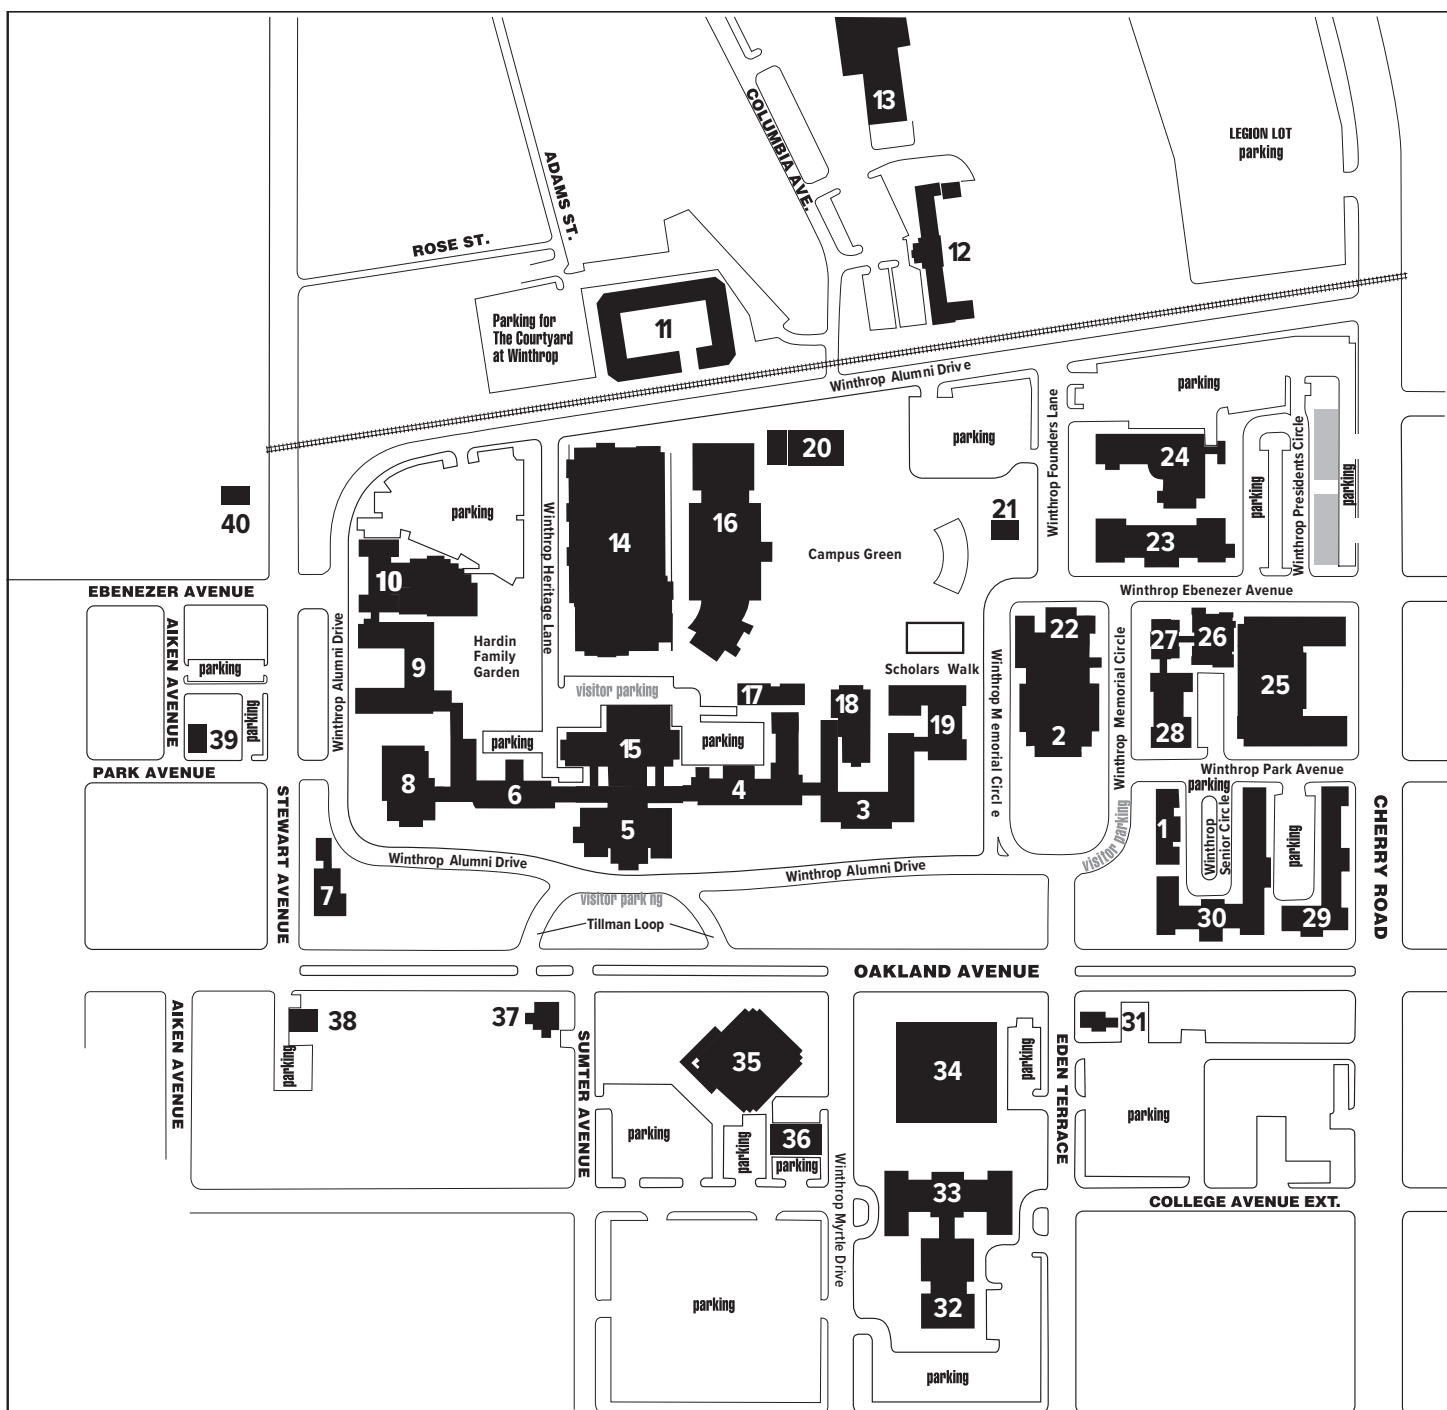 13
COLUMBIA AVE.
LEGION LOT
parking
ADAMS ST.
ROSE ST.
12
Parking for
The Courtyard
at Winthrop
11
Winthrop Alumni Drive
parking
Winthrop Founders Lane
parking
20
24
Winthrop Presidents Circle
parking
parking
40
parking
Winthrop Heritage Lane
14
16
21
23
Campus Green
10
EBENEZER AVENUE
Winthrop Ebenezer Avenue
AIKEN AVENUE
parking
Winthrop Alumni Drive
9
Hardin
Family
Garden
22
27
26
Scholars Walk
Winthrop Memorial Circle
Winthrop Memorial Circle
25
visitor parking
17
18
19
39
parking
parking
15
parking
2
28
PARK AVENUE
Winthrop Park Avenue
8
6
4
3
parking
STEWART AVENUE
5
1
Winthrop
Senior Circle
parking
CHERRY ROAD
visitor parking
Winthrop Alumni Drive
Winthrop Alumni Drive
7
visitor park ng
Tillman Loop
30
29
OAKLAND AVENUE
AIKEN AVENUE
38
37
31
parking
SUMTER AVENUE
35
34
parking
EDEN TERRACE
parking
parking
parking
36
parking
Winthrop Myrtle Drive
33
COLLEGE AVENUE EXT.
parking
32
parking